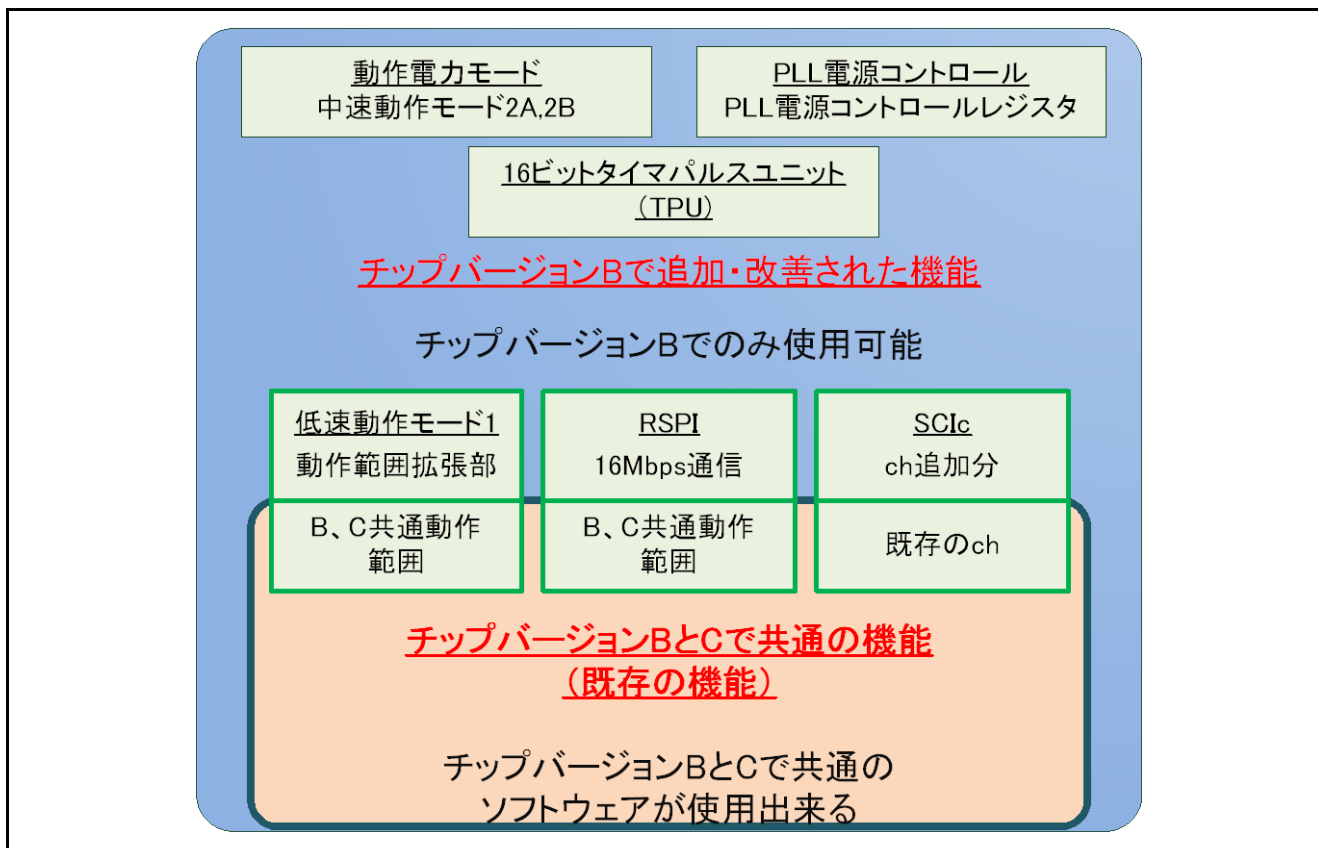 動作電力モード
中速動作モード2A,2B
PLL電源コントロール
PLL電源コントロールレジスタ
16ビットタイマパルスユニット
(TPU)
チップバージョンBで追加・改善された機能
チップバージョンBでのみ使用可能
低速動作モード1
動作範囲拡張部
RSPI
16Mbps通信
SCIc
ch追加分
B、C共通動作
範囲
B、C共通動作
範囲
既存のch
チップバージョンBとCで共通の機能
(既存の機能)
チップバージョンBとCで共通の
ソフトウェアが使用出来る